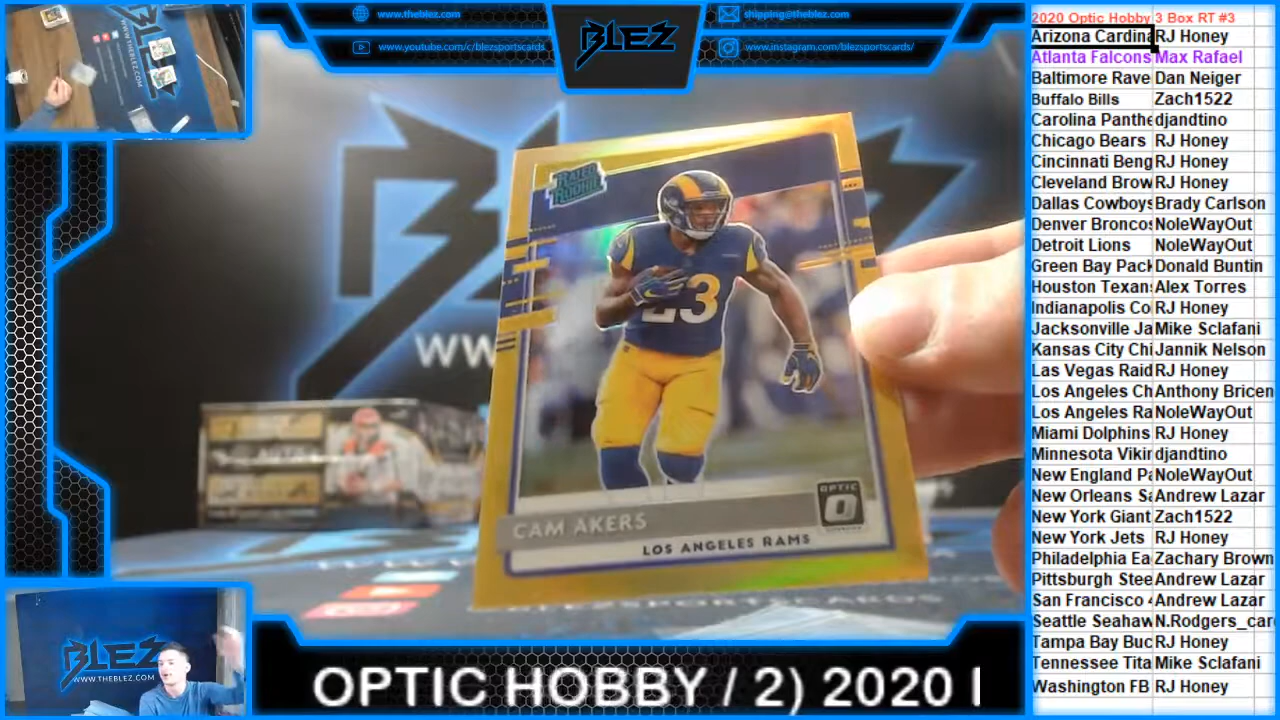 www.theblez.com
shipping@theblez.com
www.youtube.com/c/blezsportscards
www.instagram.com/blezsportscards/
BLEZ
BLEZ
WW
RATED ROOKIE
23
CAM AKERS
LOS ANGELES RAMS
OPTIC
BLEZSPORTSCARDS
BLEZ
WWW.THEBLEZ.COM
OPTIC HOBBY / 2) 2020
2020 Optic Hobby 3 Box RT #3
Arizona Cardina RJ Honey
Atlanta Falcons Max Rafael
Baltimore Rave Dan Neiger
Buffalo Bills Zach1522
Carolina Panthe djandtino
Chicago Bears RJ Honey
Cincinnati Beng RJ Honey
Cleveland Brow RJ Honey
Dallas Cowboys Brady Carlson
Denver Broncos NoleWayOut
Detroit Lions NoleWayOut
Green Bay Pack Donald Buntin
Houston Texans Alex Torres
Indianapolis Co RJ Honey
Jacksonville Ja Mike Sclafani
Kansas City Chi Jannik Nelson
Las Vegas Raid RJ Honey
Los Angeles Ch Anthony Bricen
Los Angeles Ra NoleWayOut
Miami Dolphins RJ Honey
Minnesota Vikin djandtino
New England Pa NoleWayOut
New Orleans Sa Andrew Lazar
New York Giant Zach1522
New York Jets RJ Honey
Philadelphia Ea Zachary Brown
Pittsburgh Stee Andrew Lazar
San Francisco 4 Andrew Lazar
Seattle Seahaw N.Rodgers_car
Tampa Bay Buc RJ Honey
Tennessee Tita Mike Sclafani
Washington FB RJ Honey